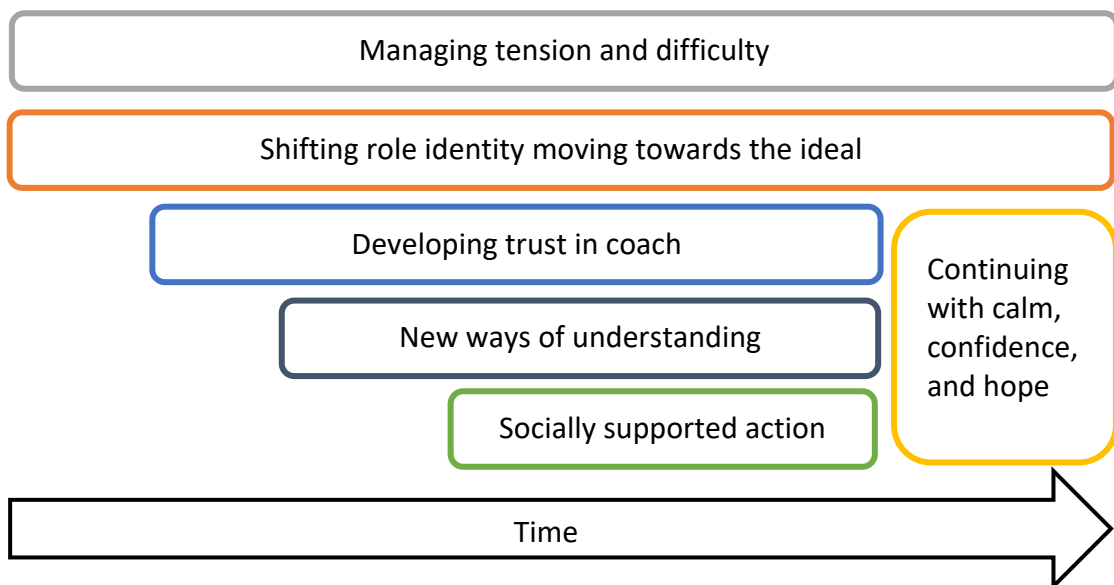 Managing tension and difficulty
Shifting role identity moving towards the ideal
Developing trust in coach
New ways of understanding
Socially supported action
Continuing
with calm,
confidence,
and hope
Time